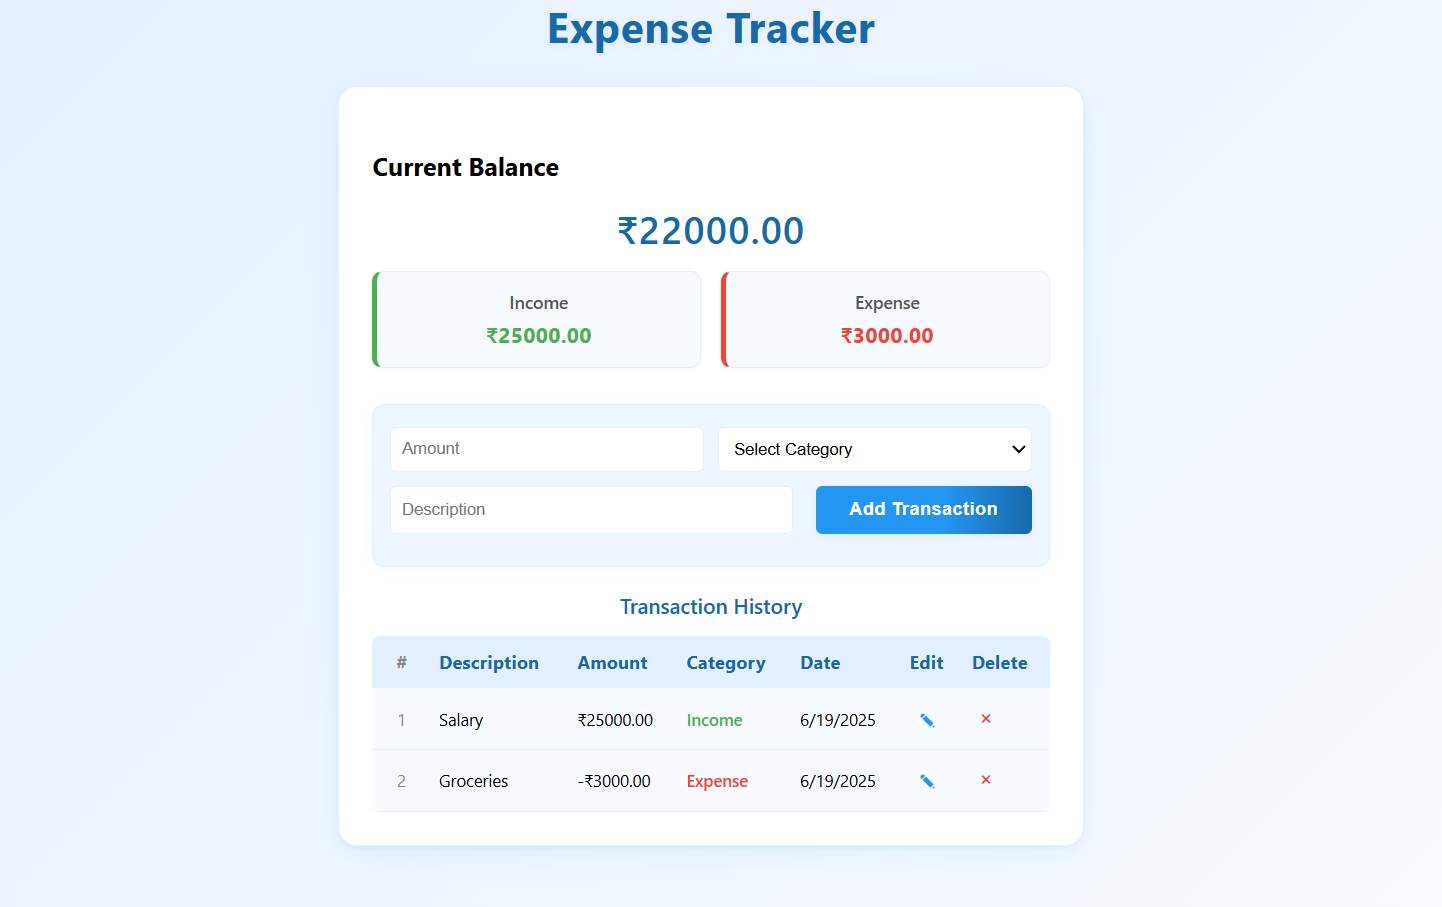 Expense Tracker
Current Balance
₹22000.00
Income Expense
₹25000.00 ₹3000.00
Amount Select Category
Description Add Transaction
Transaction History
# Description Amount Category Date Edit Delete
1 Salary ₹25000.00 Income 6/19/2025
2 Groceries -₹3000.00 Expense 6/19/2025